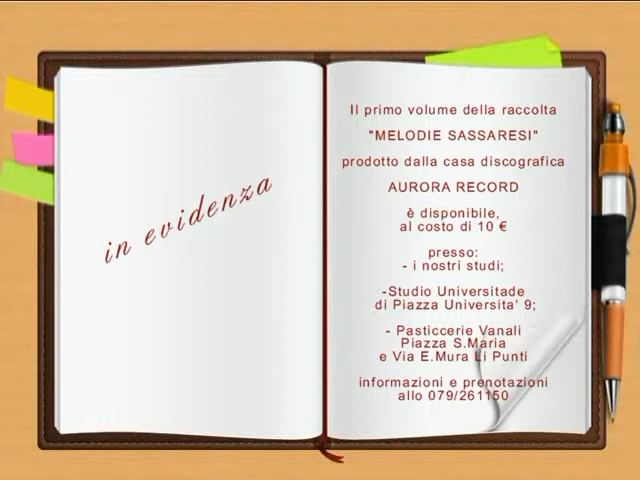 in evidenza
Il primo volume della raccolta
"MELODIE SASSARESI"
prodotto dalla casa discografica
AURORA RECORD
è disponibile,
al costo di 10 €
presso:
- i nostri studi;
-Studio Universitade
di Piazza Universita' 9;
- Pasticcerie Vanali
Piazza S.Maria
e Via E.Mura Li Punti
informazioni e prenotazioni
allo 079/261150